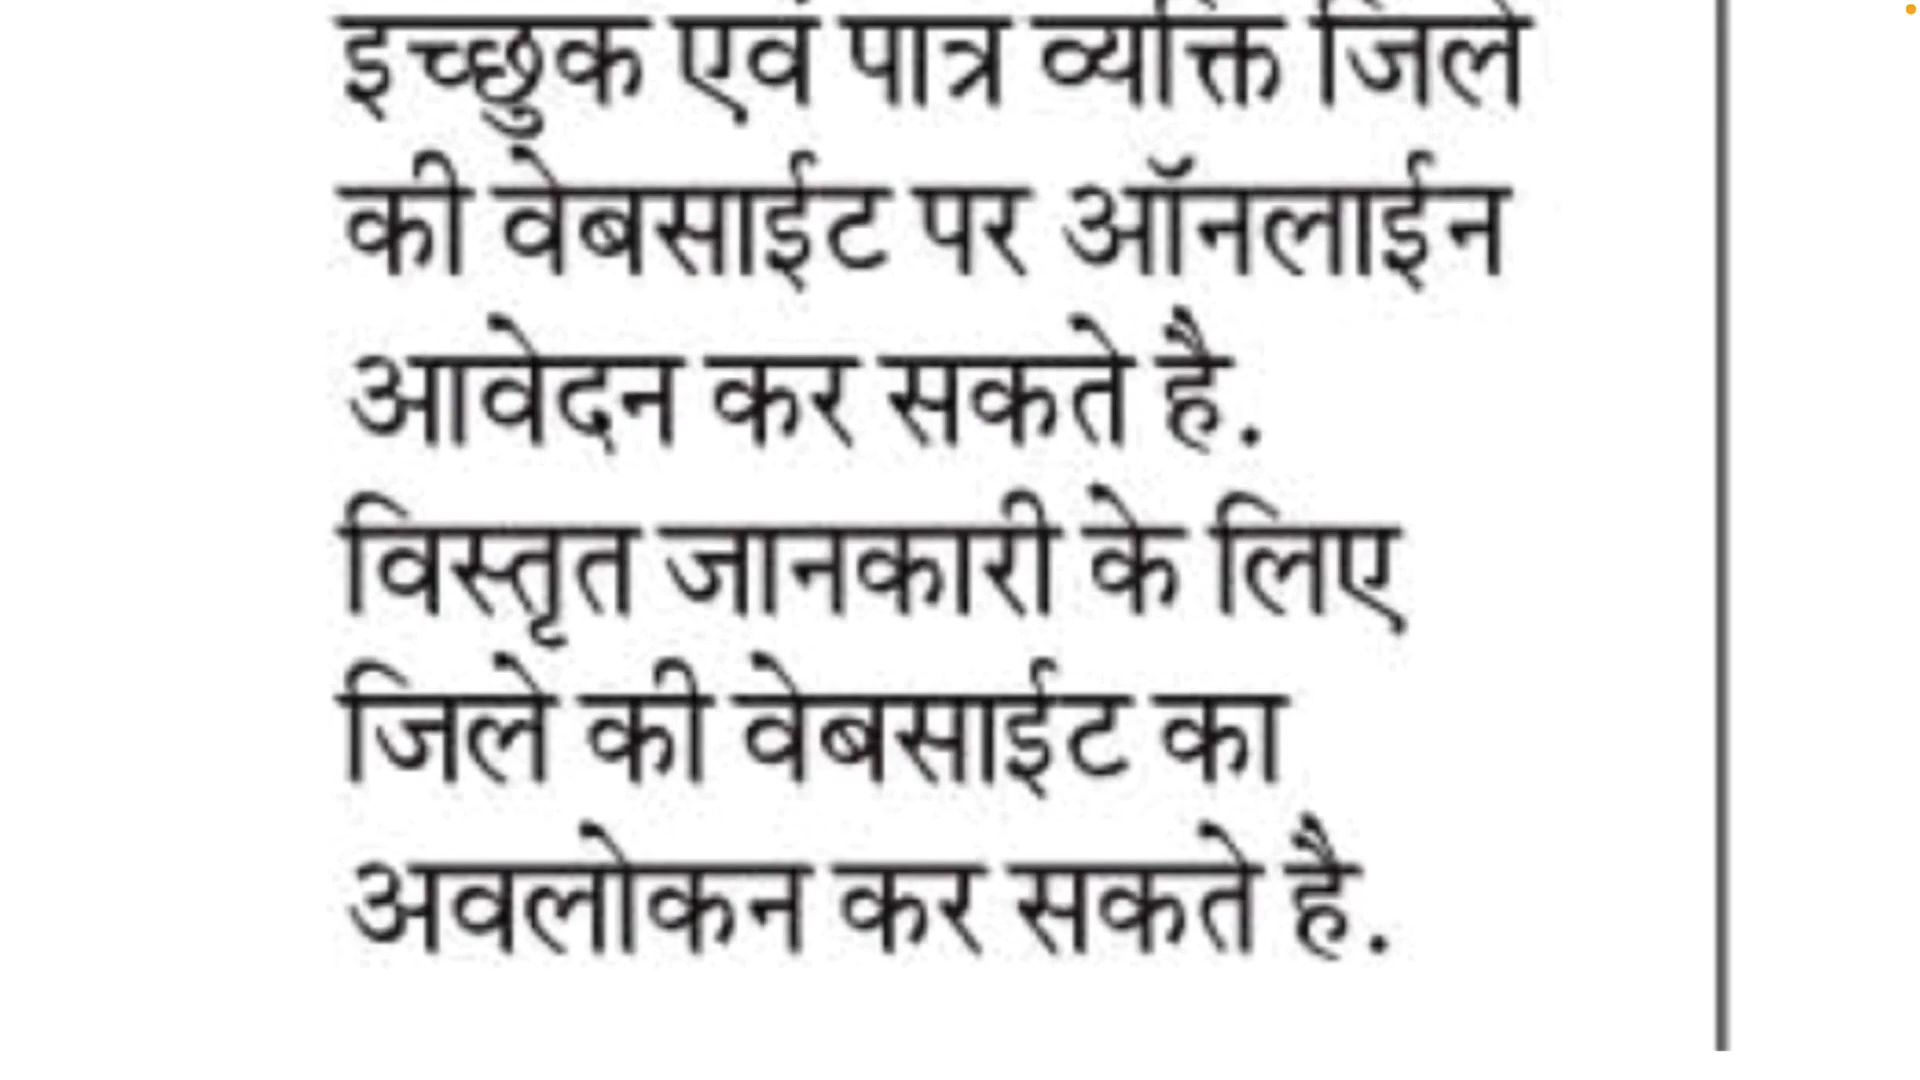 इच्छुक एवं पात्र व्यक्ति जिले
की वेबसाईट पर ऑनलाईन
आवेदन कर सकते है.
विस्तृत जानकारी के लिए
जिले की वेबसाईट का
अवलोकन कर सकते है.